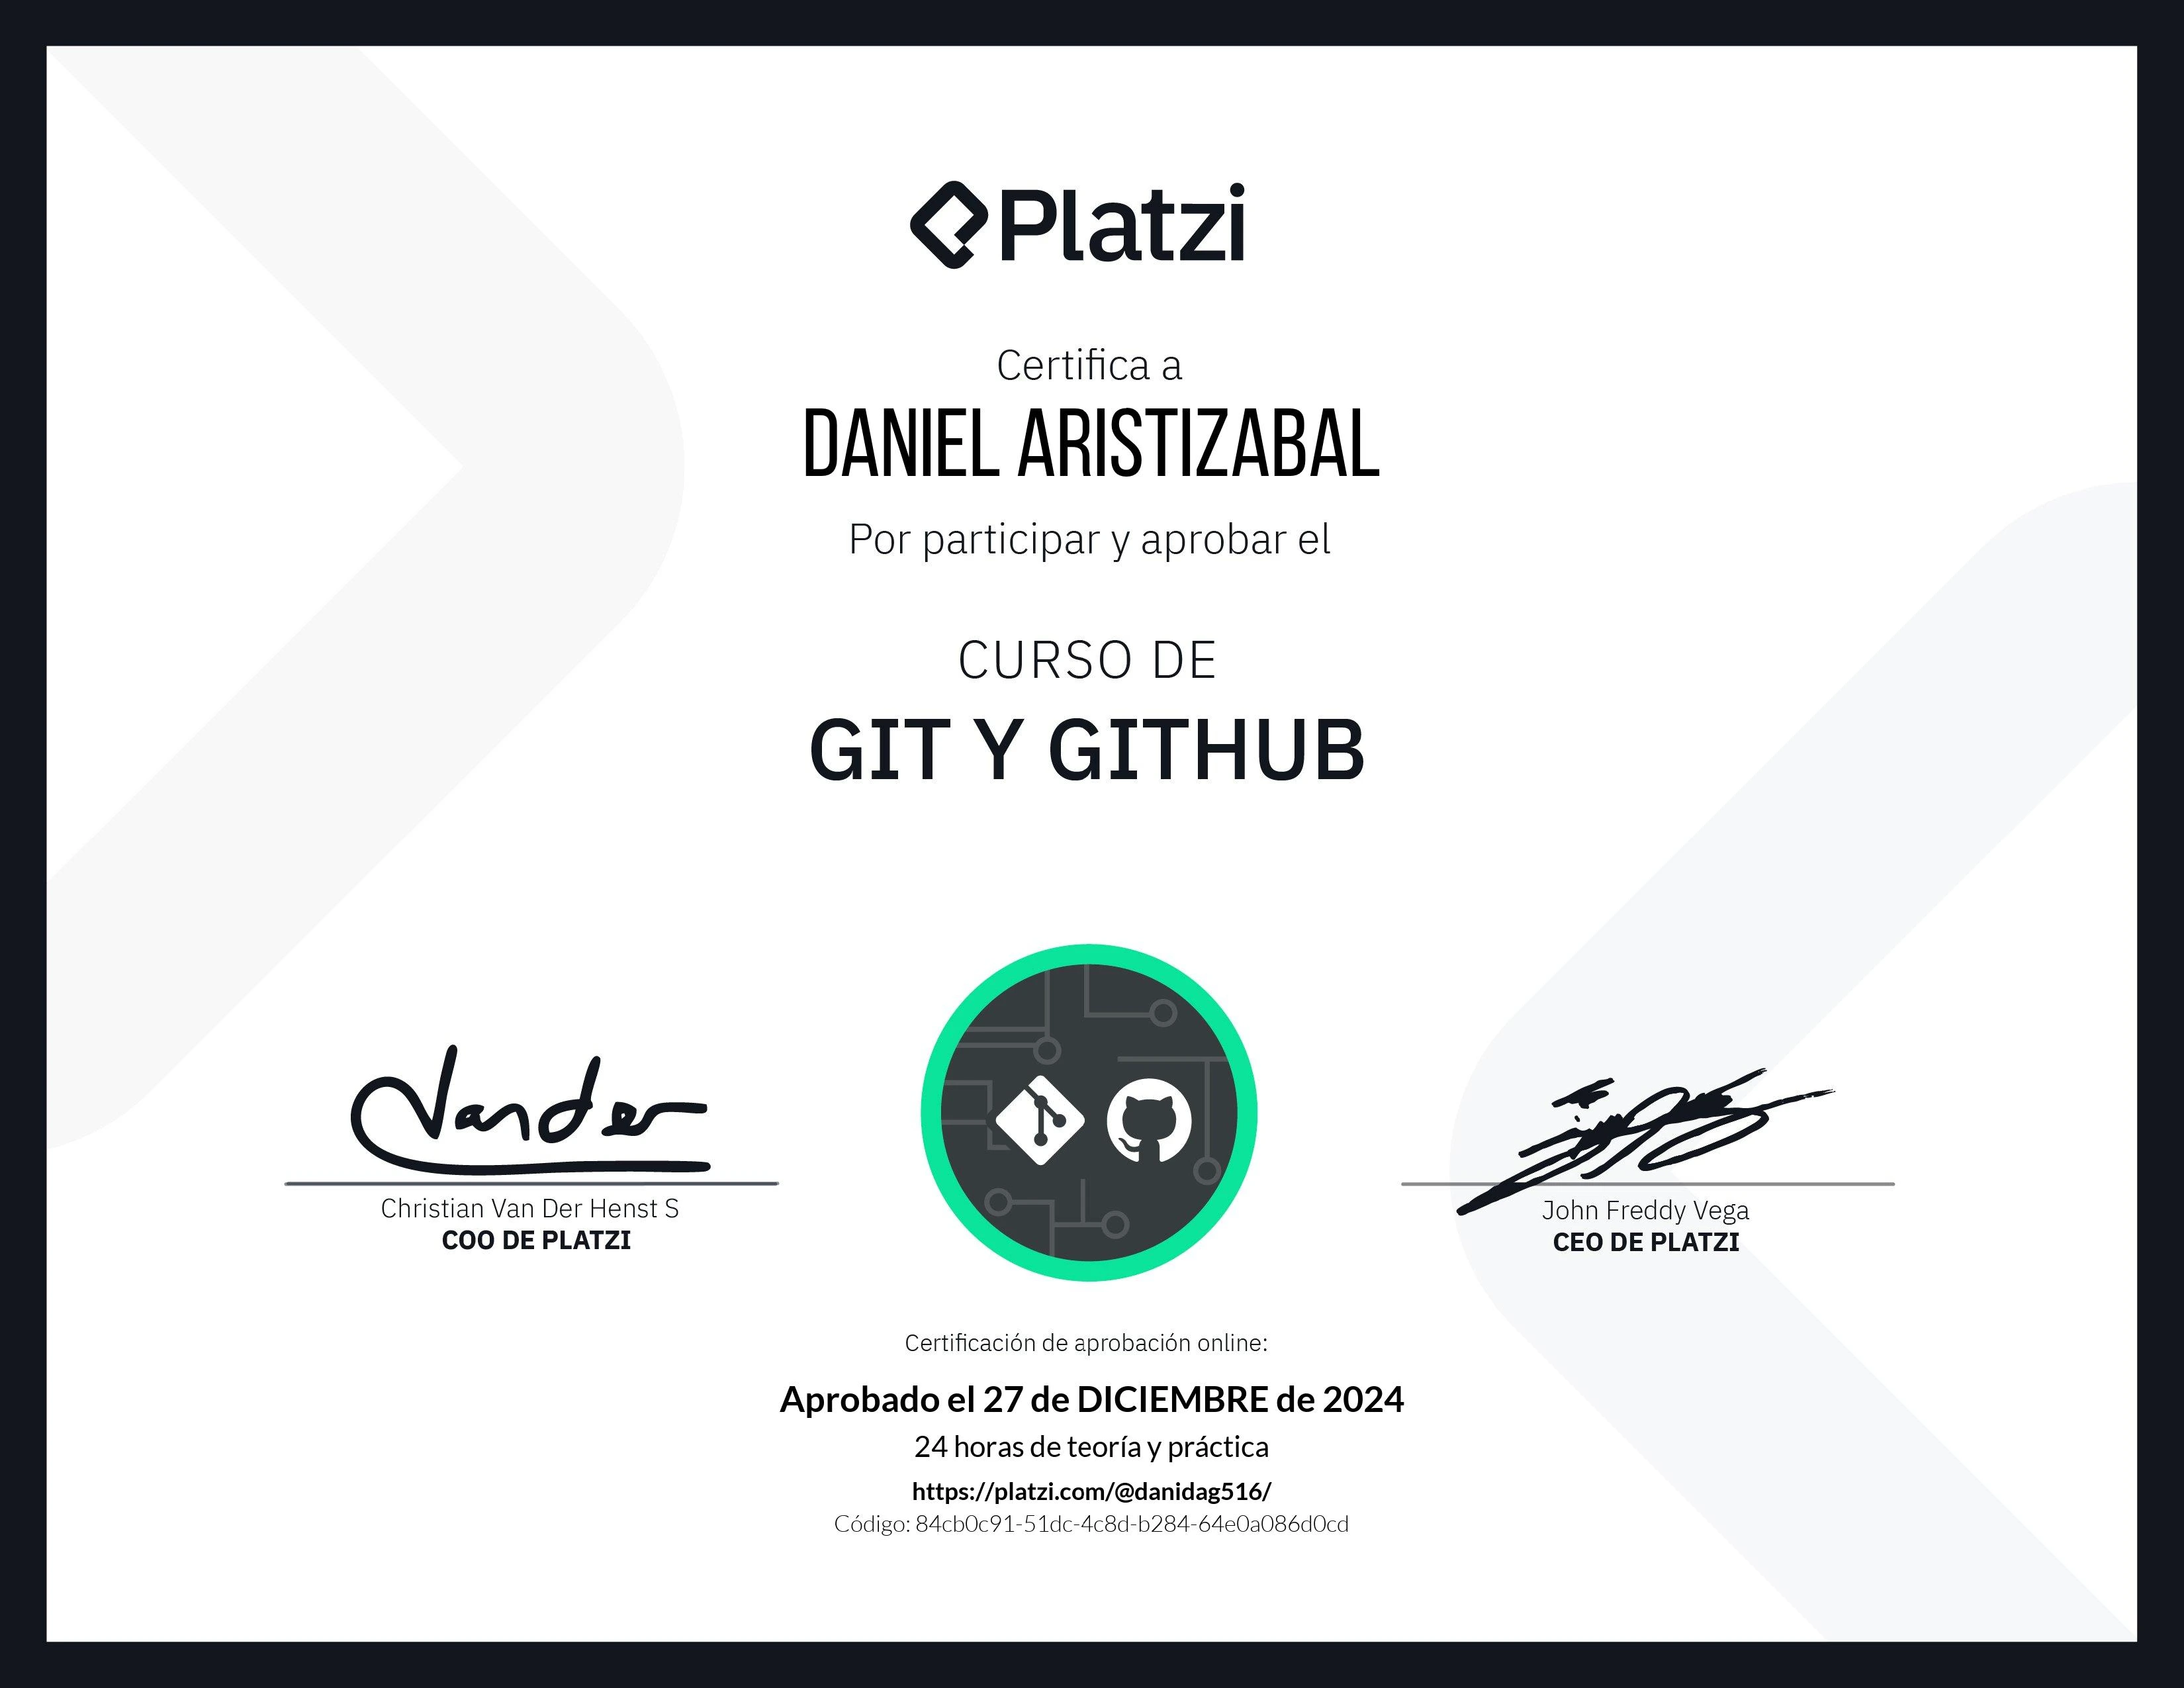 Platzi
Certifica a
DANIEL ARISTIZABAL
Por participar y aprobar el
CURSO DE
GIT Y GITHUB
Vander
Christian Van Der Henst S
COO DE PLATZI
John Freddy Vega
CEO DE PLATZI
Certificación de aprobación online:
Aprobado el 27 de DICIEMBRE de 2024
24 horas de teoría y práctica
https://platzi.com/@danidag516/
Código: 84cb0c91-51dc-4c8d-b284-64e0a086d0cd